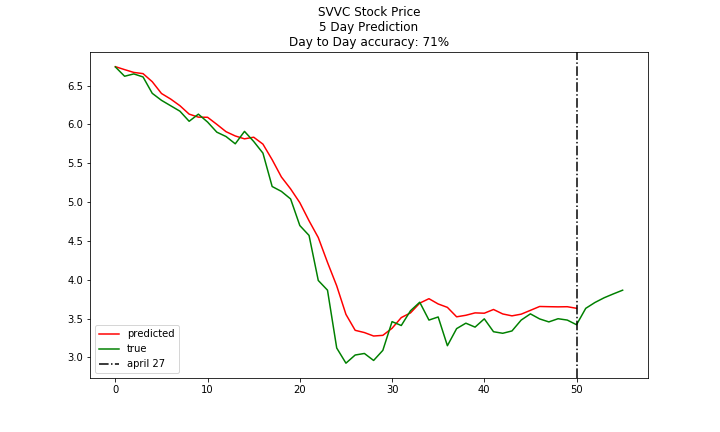 SVVC Stock Price
5 Day Prediction
Day to Day accuracy: 71%
6.5
6.0
5.5
5.0
4.5
4.0
3.5
3.0
predicted
true
april 27
0 10 20 30 40 50